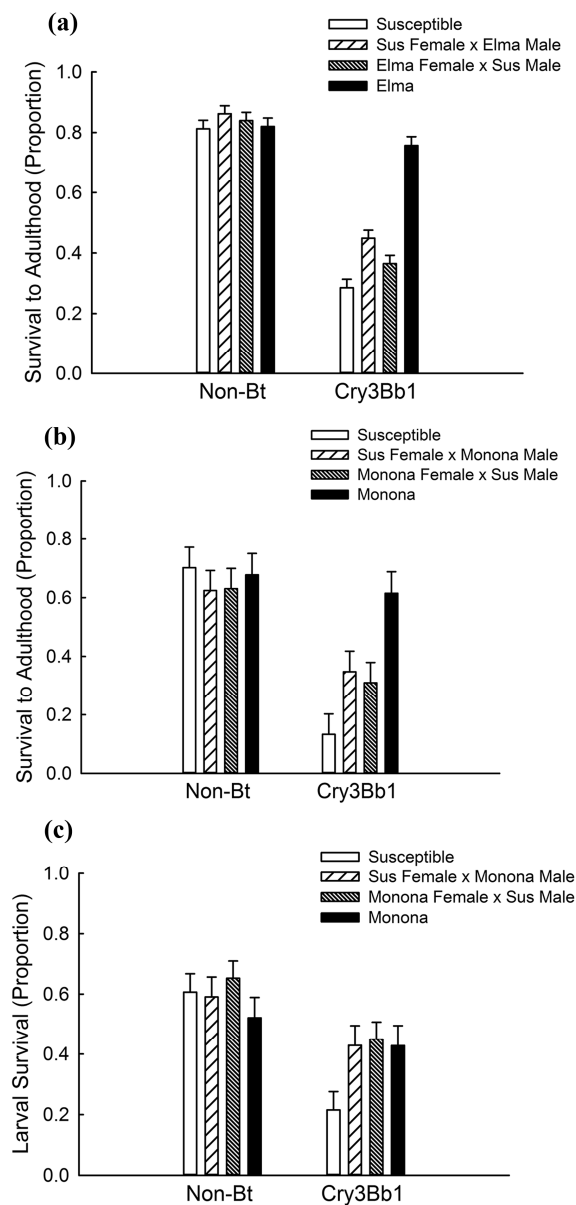 (a)
Susceptible
Sus Female x Elma Male
Elma Female x Sus Male
Elma
Survival to Adulthood (Proportion)
1.0
0.8
0.6
0.4
0.2
0.0
Non-Bt
Cry3Bb1
(b)
Susceptible
Sus Female x Monona Male
Monona Female x Sus Male
Monona
Survival to Adulthood (Proportion)
1.0
0.8
0.6
0.4
0.2
0.0
Non-Bt
Cry3Bb1
(c)
Susceptible
Sus Female x Monona Male
Monona Female x Sus Male
Monona
Larval Survival (Proportion)
1.0
0.8
0.6
0.4
0.2
0.0
Non-Bt
Cry3Bb1